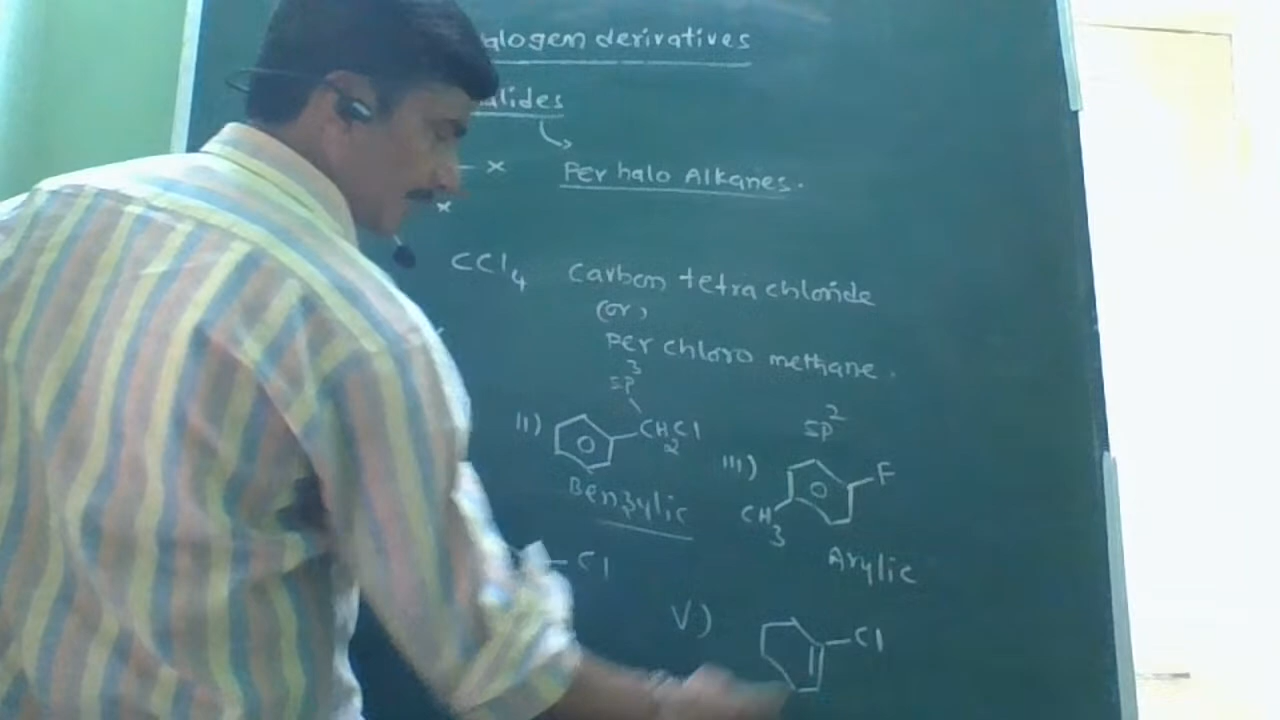 alogen derivatives
alides
x
Per halo Alkanes.
x
CCl4 Carbon tetra chloride
(or)
Per chloro methane.
sp3
II) CH2Cl
Benzylic
sp2
III) F
CH3
Arylic
Cl
V) Cl